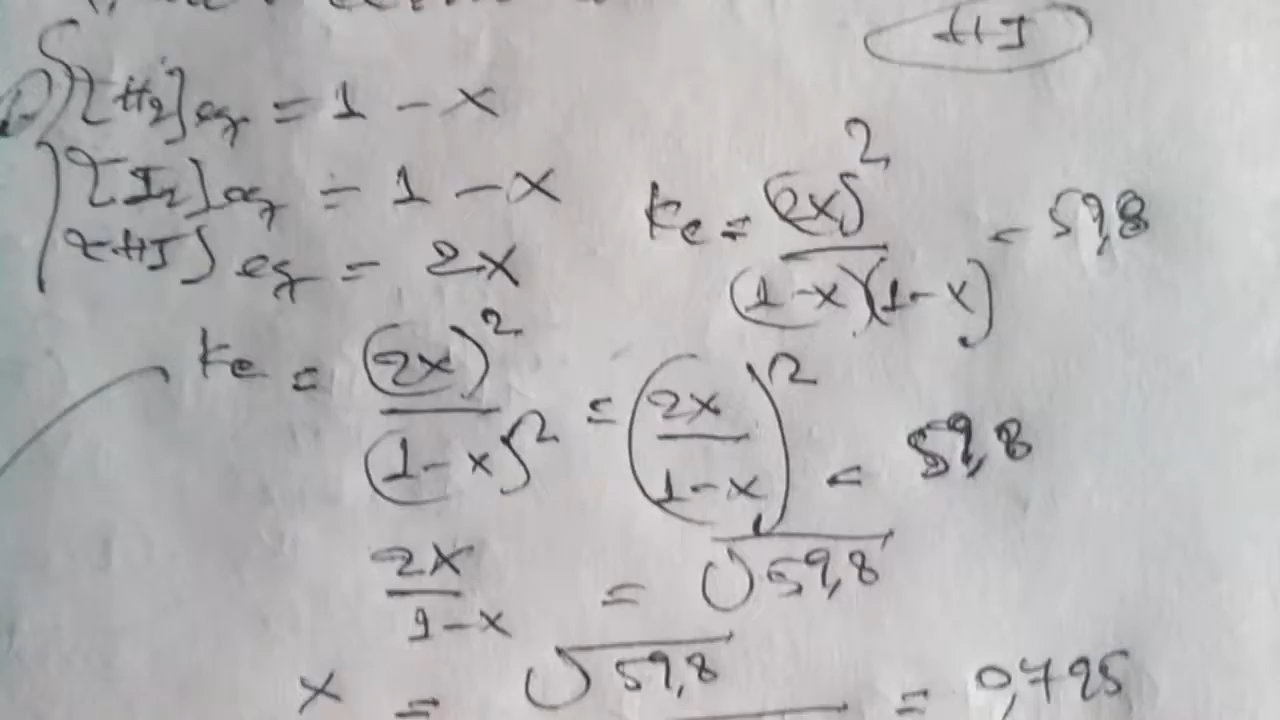 HI
[H2]eq = 1 - x
[I2]eq = 1 - x
[HI]eq = 2x
Kc = (2x)² / (1-x)(1-x) = 59,8
Kc = (2x)² / (1-x)² = (2x / 1-x)² = 59,8
2x / 1-x = √59,8
x = √59,8 = 0,795